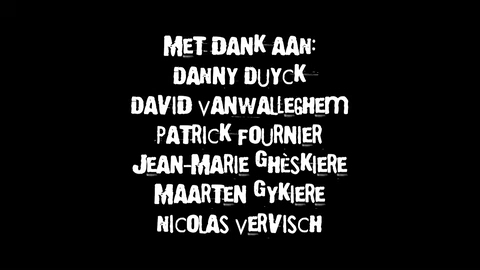 Met dank aan:
Danny Duyck
David Vanwalleghem
Patrick Fournier
Jean-Marie Ghèskiere
Maarten Gykiere
Nicolas Vervisch